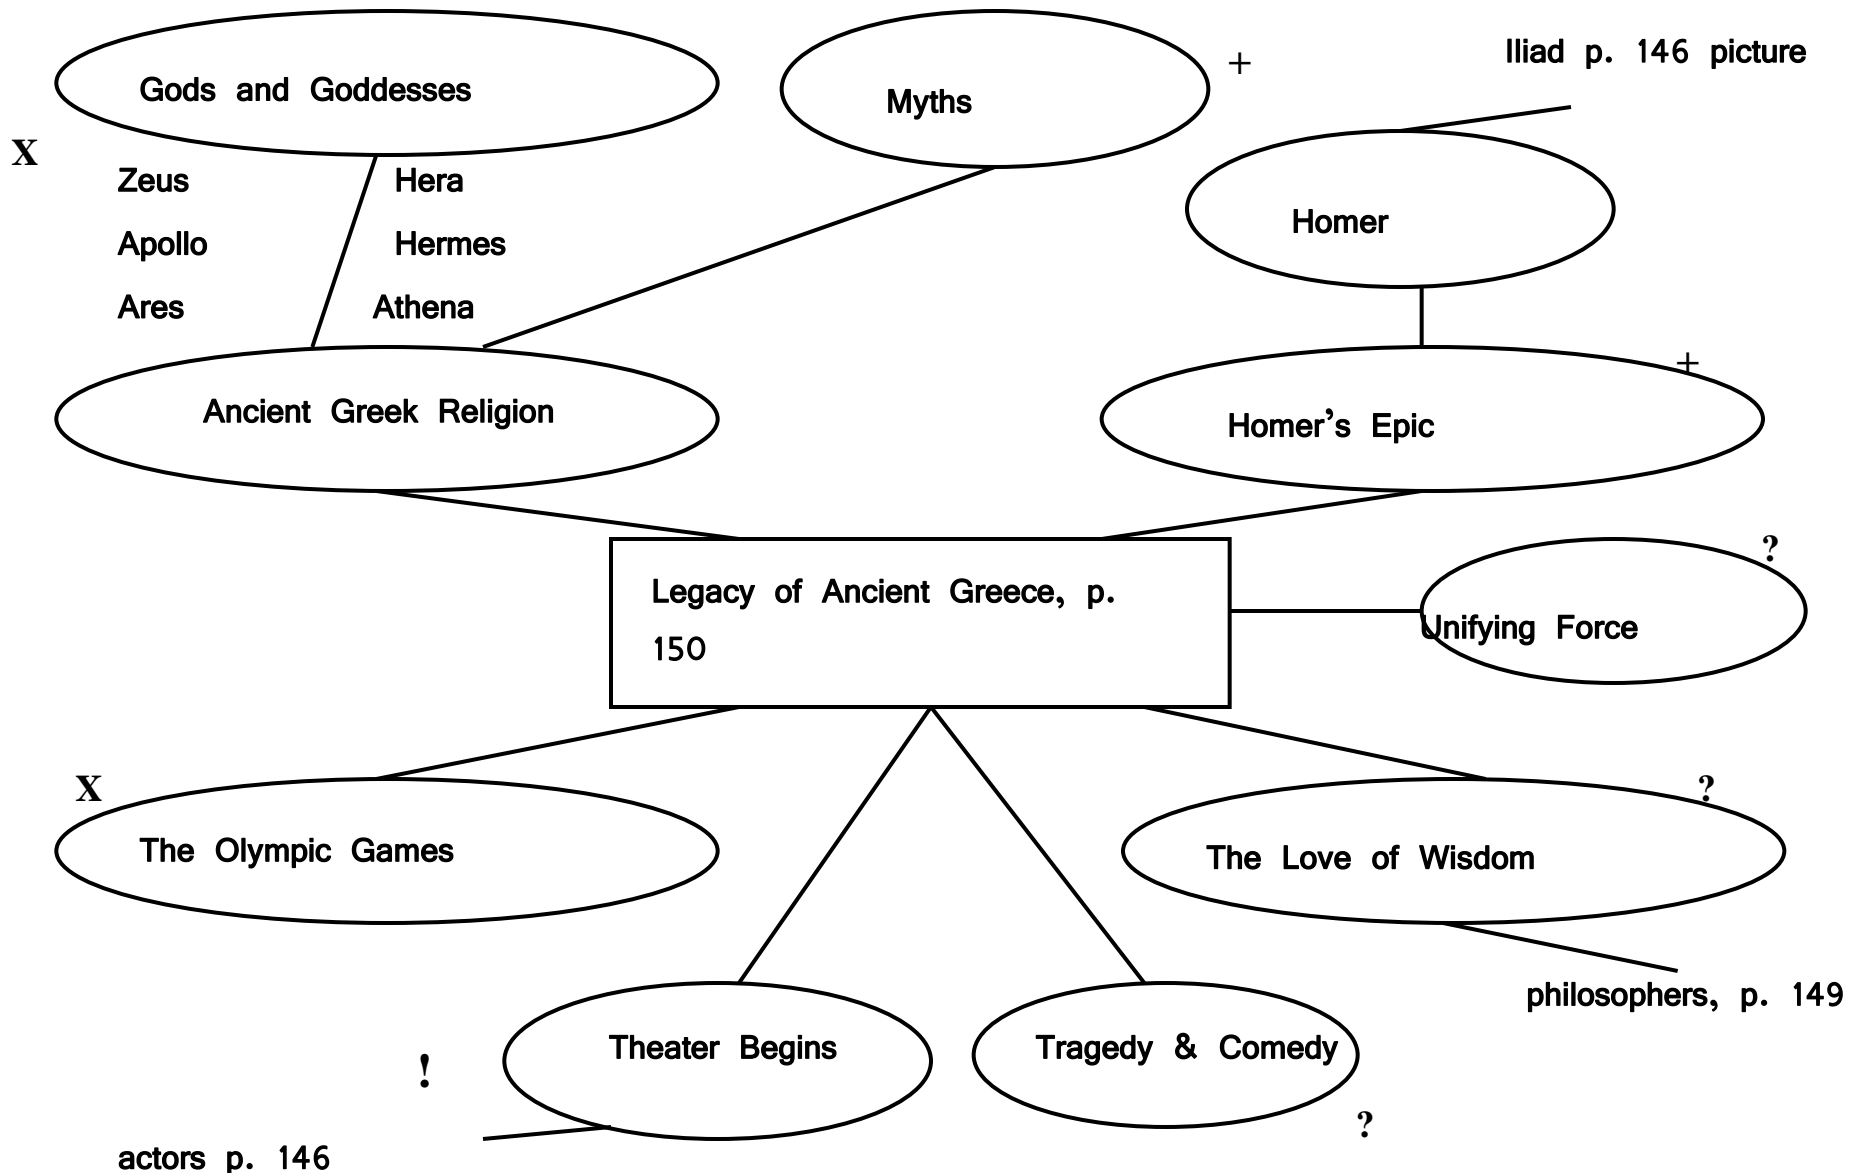 Iliad p. 146 picture
+
Gods and Goddesses
Myths
X
Zeus Hera
Homer
Apollo Hermes
Ares Athena
+
Ancient Greek Religion
Homer’s Epic
?
Legacy of Ancient Greece, p.
150
Unifying Force
X
?
The Olympic Games
The Love of Wisdom
philosophers, p. 149
Theater Begins
Tragedy & Comedy
!
?
actors p. 146